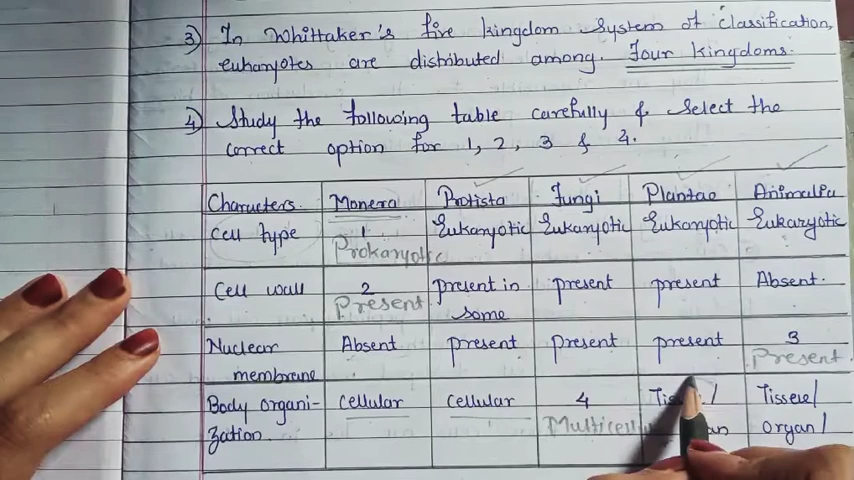 3) In Whittaker's five kingdom system of classification,
eukaryotes are distributed among Four kingdoms.
4) Study the following table carefully & select the
correct option for 1, 2, 3 & 4.
Characters Monera Protista Fungi Plantae Animalia
Cell type 1 Eukaryotic Eukaryotic Eukaryotic Eukaryotic
Prokaryotic
Cell wall 2 present in present present Absent.
Present some
Nuclear Absent present present present 3
membrane Present
Body organi- cellular cellular 4 Tissue/
zation. organ/